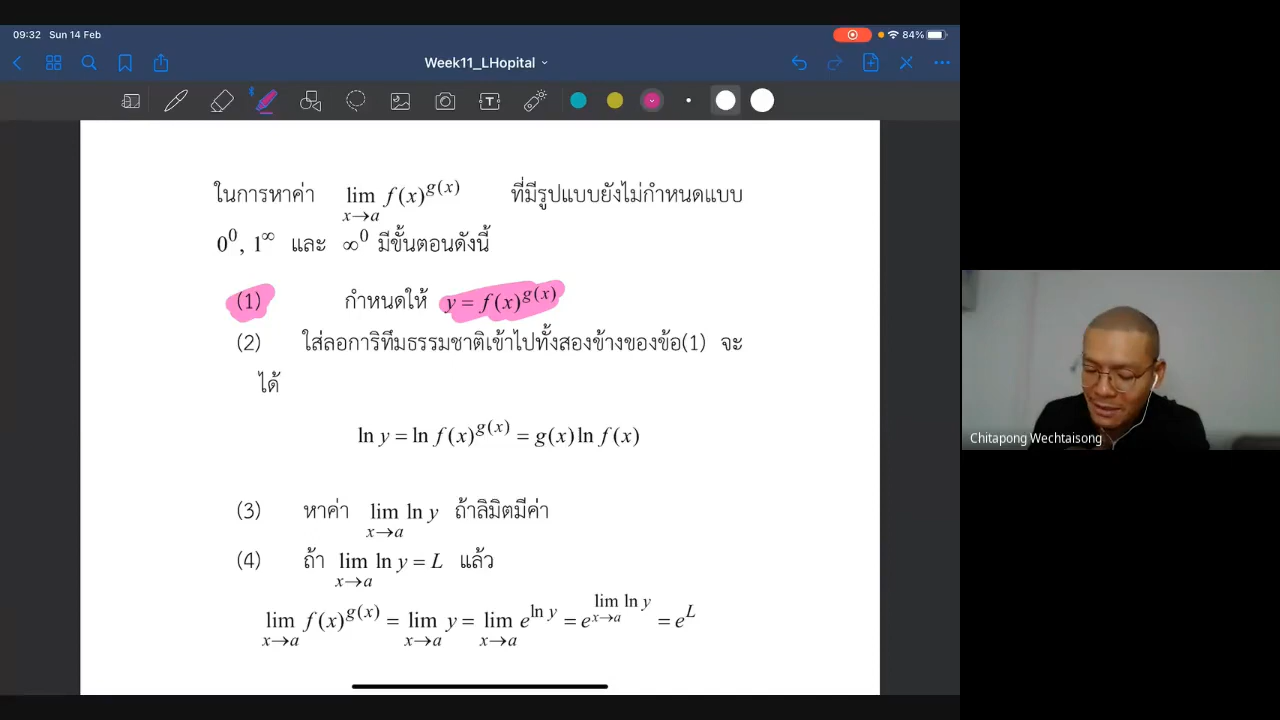 09:32 Sun 14 Feb 84%
Week11_LHopital
ในการหาค่า lim x→a f(x)^g(x) ที่มีรูปแบบยังไม่กำหนดแบบ
0^0, 1^∞ และ ∞^0 มีขั้นตอนดังนี้
(1) กำหนดให้ y = f(x)^g(x)
(2) ใส่ลอการิทึมธรรมชาติเข้าไปทั้งสองข้างของข้อ(1) จะ
ได้
ln y = ln f(x)^g(x) = g(x) ln f(x)
(3) หาค่า lim x→a ln y ถ้าลิมิตมีค่า
(4) ถ้า lim x→a ln y = L แล้ว
lim x→a f(x)^g(x) = lim x→a y = lim x→a e^ln y = e^lim x→a ln y = e^L
Chitapong Wechtaisong